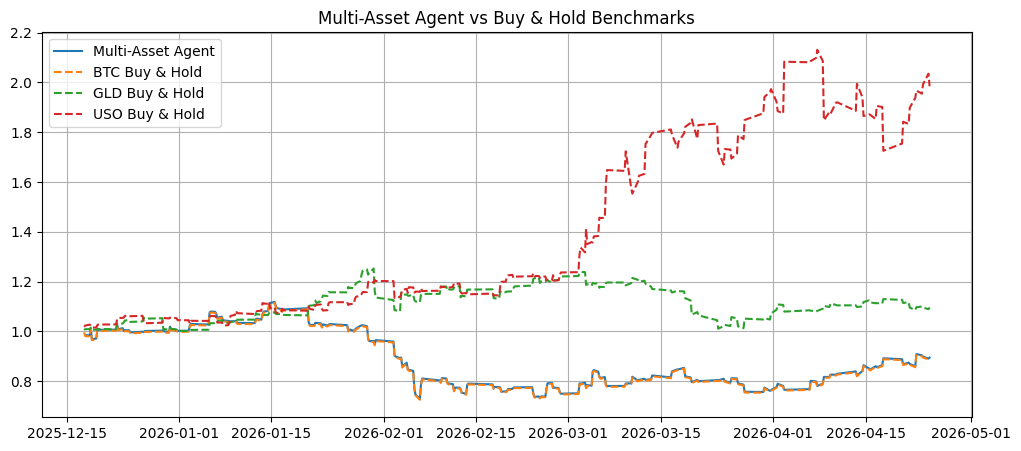 Multi-Asset Agent vs Buy & Hold Benchmarks
2.2
2.0
1.8
1.6
1.4
1.2
1.0
0.8
Multi-Asset Agent
BTC Buy & Hold
GLD Buy & Hold
USO Buy & Hold
2025-12-15 2026-01-01 2026-01-15 2026-02-01 2026-02-15 2026-03-01 2026-03-15 2026-04-01 2026-04-15 2026-05-01